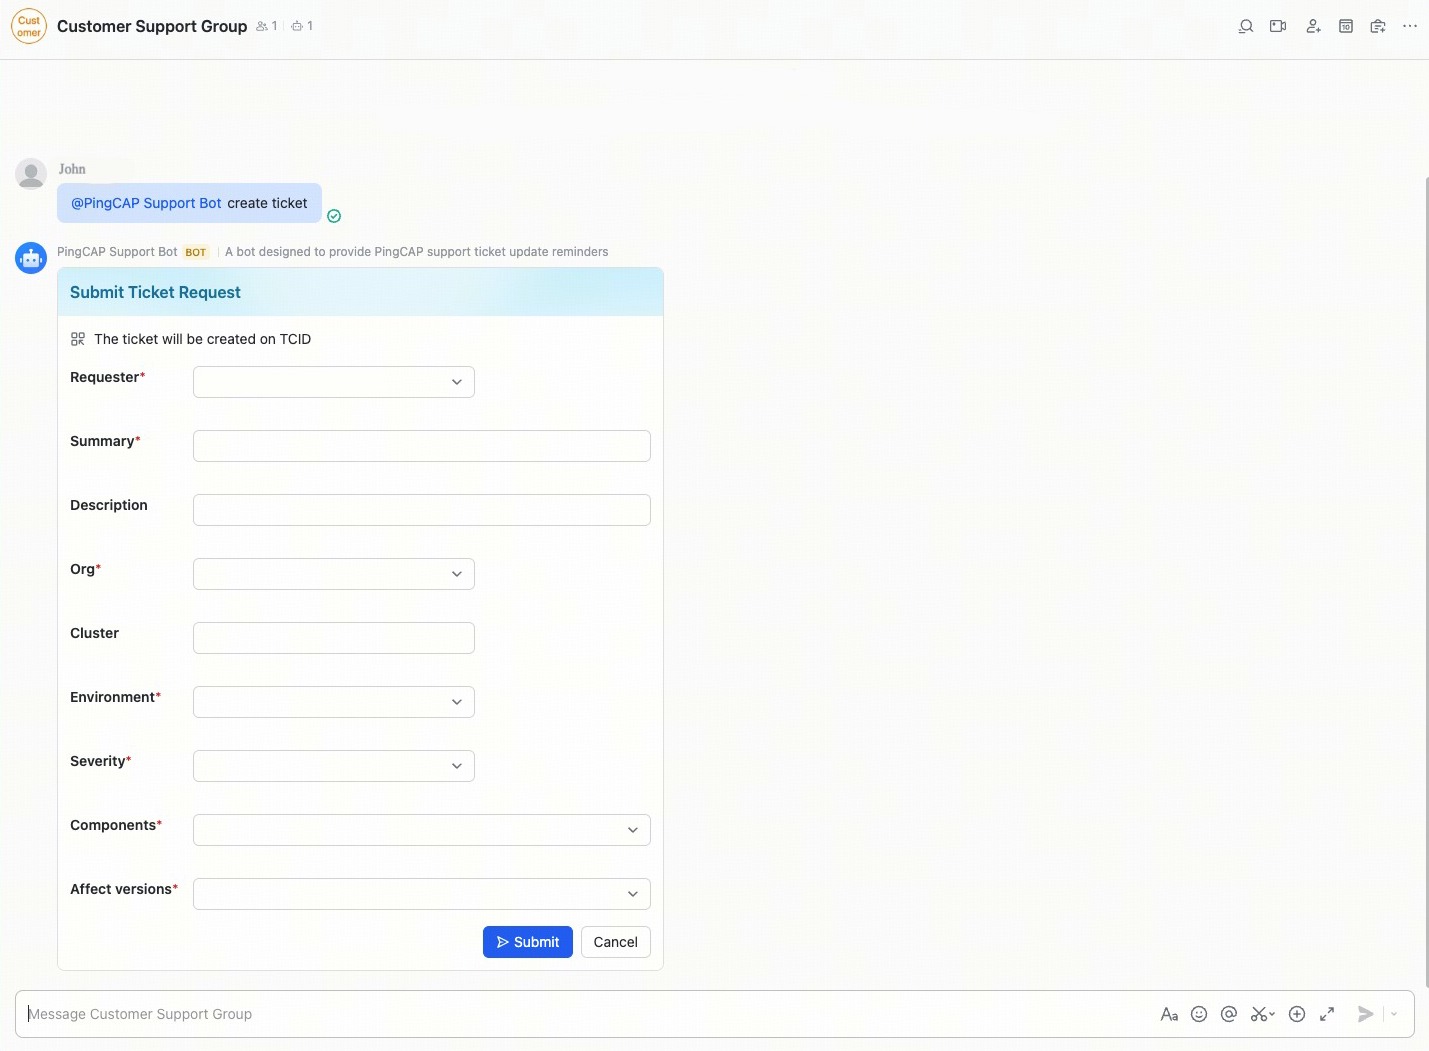 Cust
omer
Customer Support Group 1 1
10
John
@PingCAP Support Bot create ticket
PingCAP Support Bot BOT A bot designed to provide PingCAP support ticket update reminders
Submit Ticket Request
The ticket will be created on TCID
Requester*
Summary*
Description
Org*
Cluster
Environment*
Severity*
Components*
Affect versions*
Submit Cancel
Message Customer Support Group
Aa